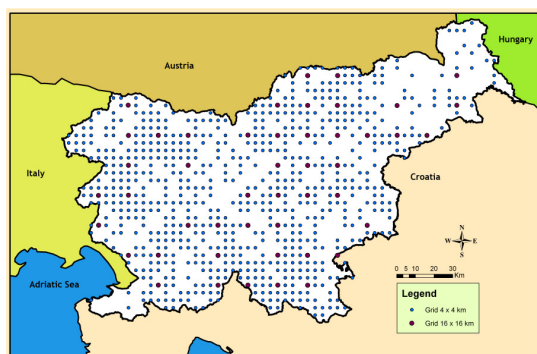 Hungary
Austria
Italy
Croatia
N
W E
S
Adriatic Sea
0 5 10 20 30
Km
Legend
Grid 4 x 4 km
Grid 16 x 16 km